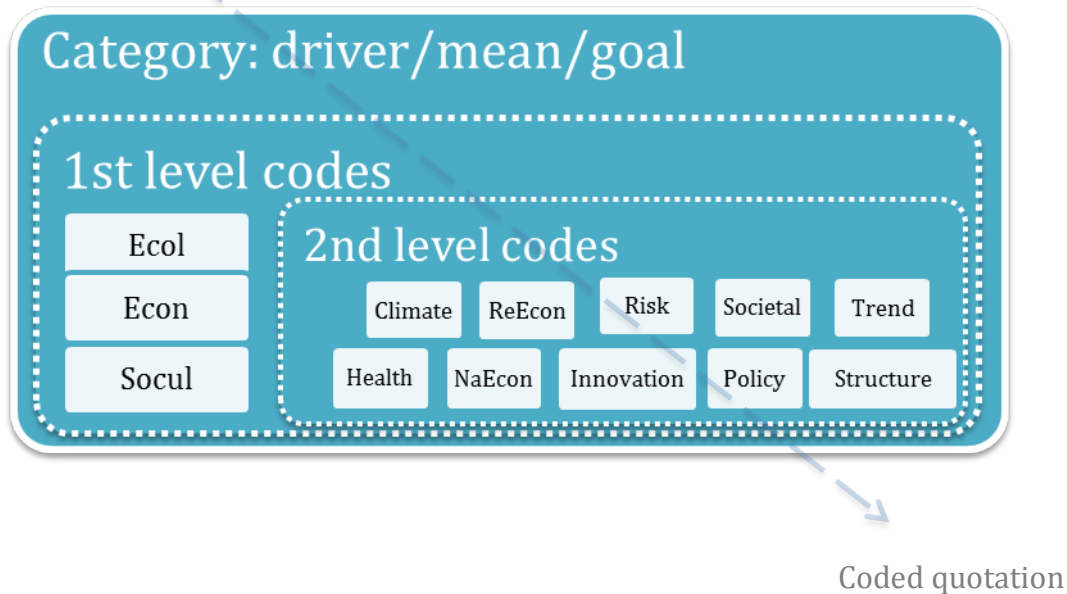 Category: driver/mean/goal
1st level codes
Ecol
Econ
Socul
2nd level codes
Climate
ReEcon
Risk
Societal
Trend
Health
NaEcon
Innovation
Policy
Structure
Coded quotation